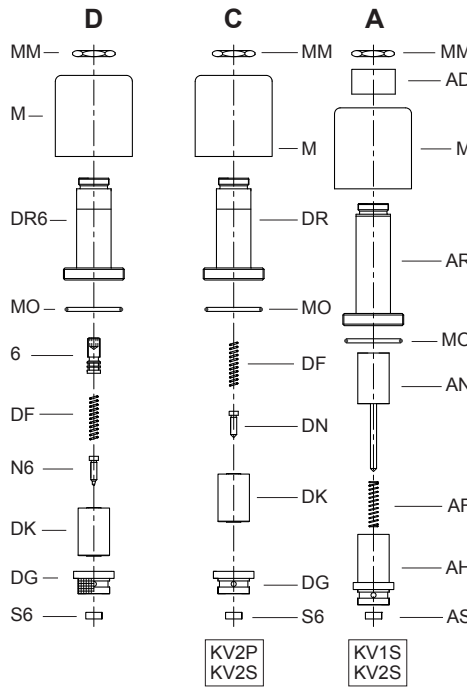 D
MM
M
DR6
MO
6
DF
N6
DK
DG
S6
C
MM
M
DR
MO
DF
DN
DK
DG
S6
KV2P
KV2S
A
MM
AD
M
AR
MO
AN
AF
AH
AS
KV1S
KV2S